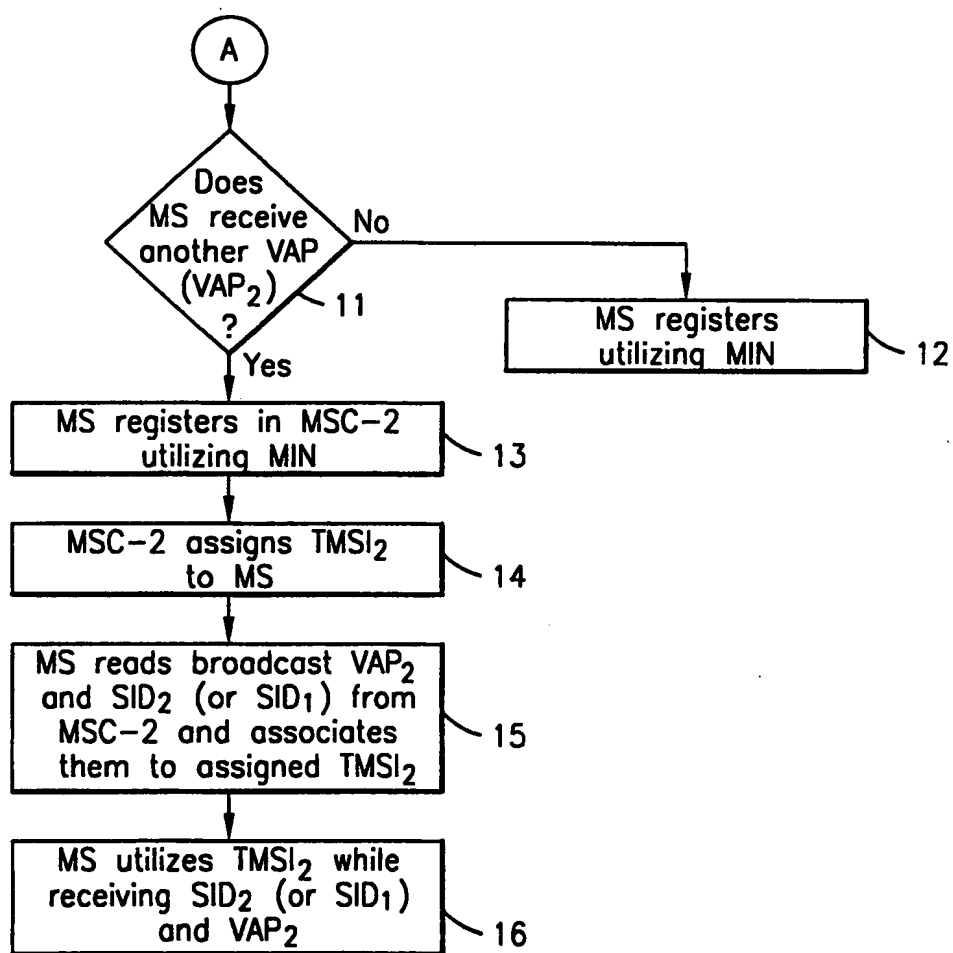 A
Does
MS receive
another VAP
(VAP₂)
?
11
No
Yes
MS registers
utilizing MIN
12
MS registers in MSC-2
utilizing MIN
13
MSC-2 assigns TMSI₂
to MS
14
MS reads broadcast VAP₂
and SID₂ (or SID₁) from
MSC-2 and associates
them to assigned TMSI₂
15
MS utilizes TMSI₂ while
receiving SID₂ (or SID₁)
and VAP₂
16